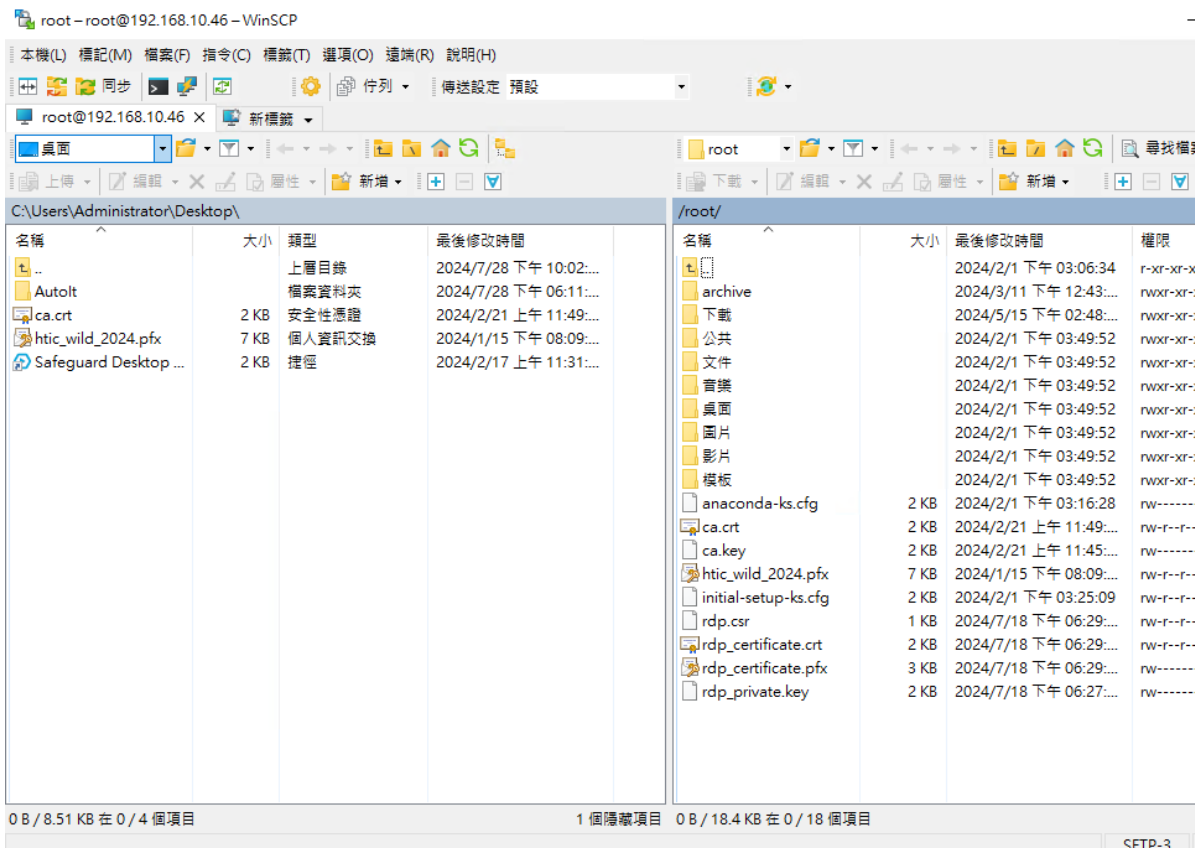 root – root@192.168.10.46 – WinSCP
本機(L) 標記(M) 檔案(F) 指令(C) 標籤(T) 選項(O) 遠端(R) 說明(H)
同步 佇列 傳送設定 預設
root@192.168.10.46 新標籤
桌面 root 尋找檔案
上傳 編輯 屬性 新增 下載 編輯 屬性 新增
C:\Users\Administrator\Desktop\ /root/
名稱 大小 類型 最後修改時間 名稱 大小 最後修改時間 權限
.. 上層目錄 2024/7/28 下午 10:02:... .. 2024/2/1 下午 03:06:34 r-xr-xr-x
AutoIt 檔案資料夾 2024/7/28 下午 06:11:... archive 2024/3/11 下午 12:43:... rwxr-xr-
ca.crt 2 KB 安全性憑證 2024/2/21 上午 11:49:... 下載 2024/5/15 下午 02:48:... rwxr-xr-
htic_wild_2024.pfx 7 KB 個人資訊交換 2024/1/15 下午 08:09:... 公共 2024/2/1 下午 03:49:52 rwxr-xr-
Safeguard Desktop ... 2 KB 捷徑 2024/2/17 上午 11:31:... 文件 2024/2/1 下午 03:49:52 rwxr-xr-
音樂 2024/2/1 下午 03:49:52 rwxr-xr-
桌面 2024/2/1 下午 03:49:52 rwxr-xr-
圖片 2024/2/1 下午 03:49:52 rwxr-xr-
影片 2024/2/1 下午 03:49:52 rwxr-xr-
模板 2024/2/1 下午 03:49:52 rwxr-xr-
anaconda-ks.cfg 2 KB 2024/2/1 下午 03:16:28 rw------
ca.crt 2 KB 2024/2/21 上午 11:49:... rw-r--r--
ca.key 2 KB 2024/2/21 上午 11:45:... rw------
htic_wild_2024.pfx 7 KB 2024/1/15 下午 08:09:... rw-r--r--
initial-setup-ks.cfg 2 KB 2024/2/1 下午 03:25:09 rw-r--r--
rdp.csr 1 KB 2024/7/18 下午 06:29:... rw-r--r--
rdp_certificate.crt 2 KB 2024/7/18 下午 06:29:... rw-r--r--
rdp_certificate.pfx 3 KB 2024/7/18 下午 06:29:... rw------
rdp_private.key 2 KB 2024/7/18 下午 06:27:... rw------
0 B / 8.51 KB 在 0 / 4 個項目 1 個隱藏項目 0 B / 18.4 KB 在 0 / 18 個項目
SFTP-3